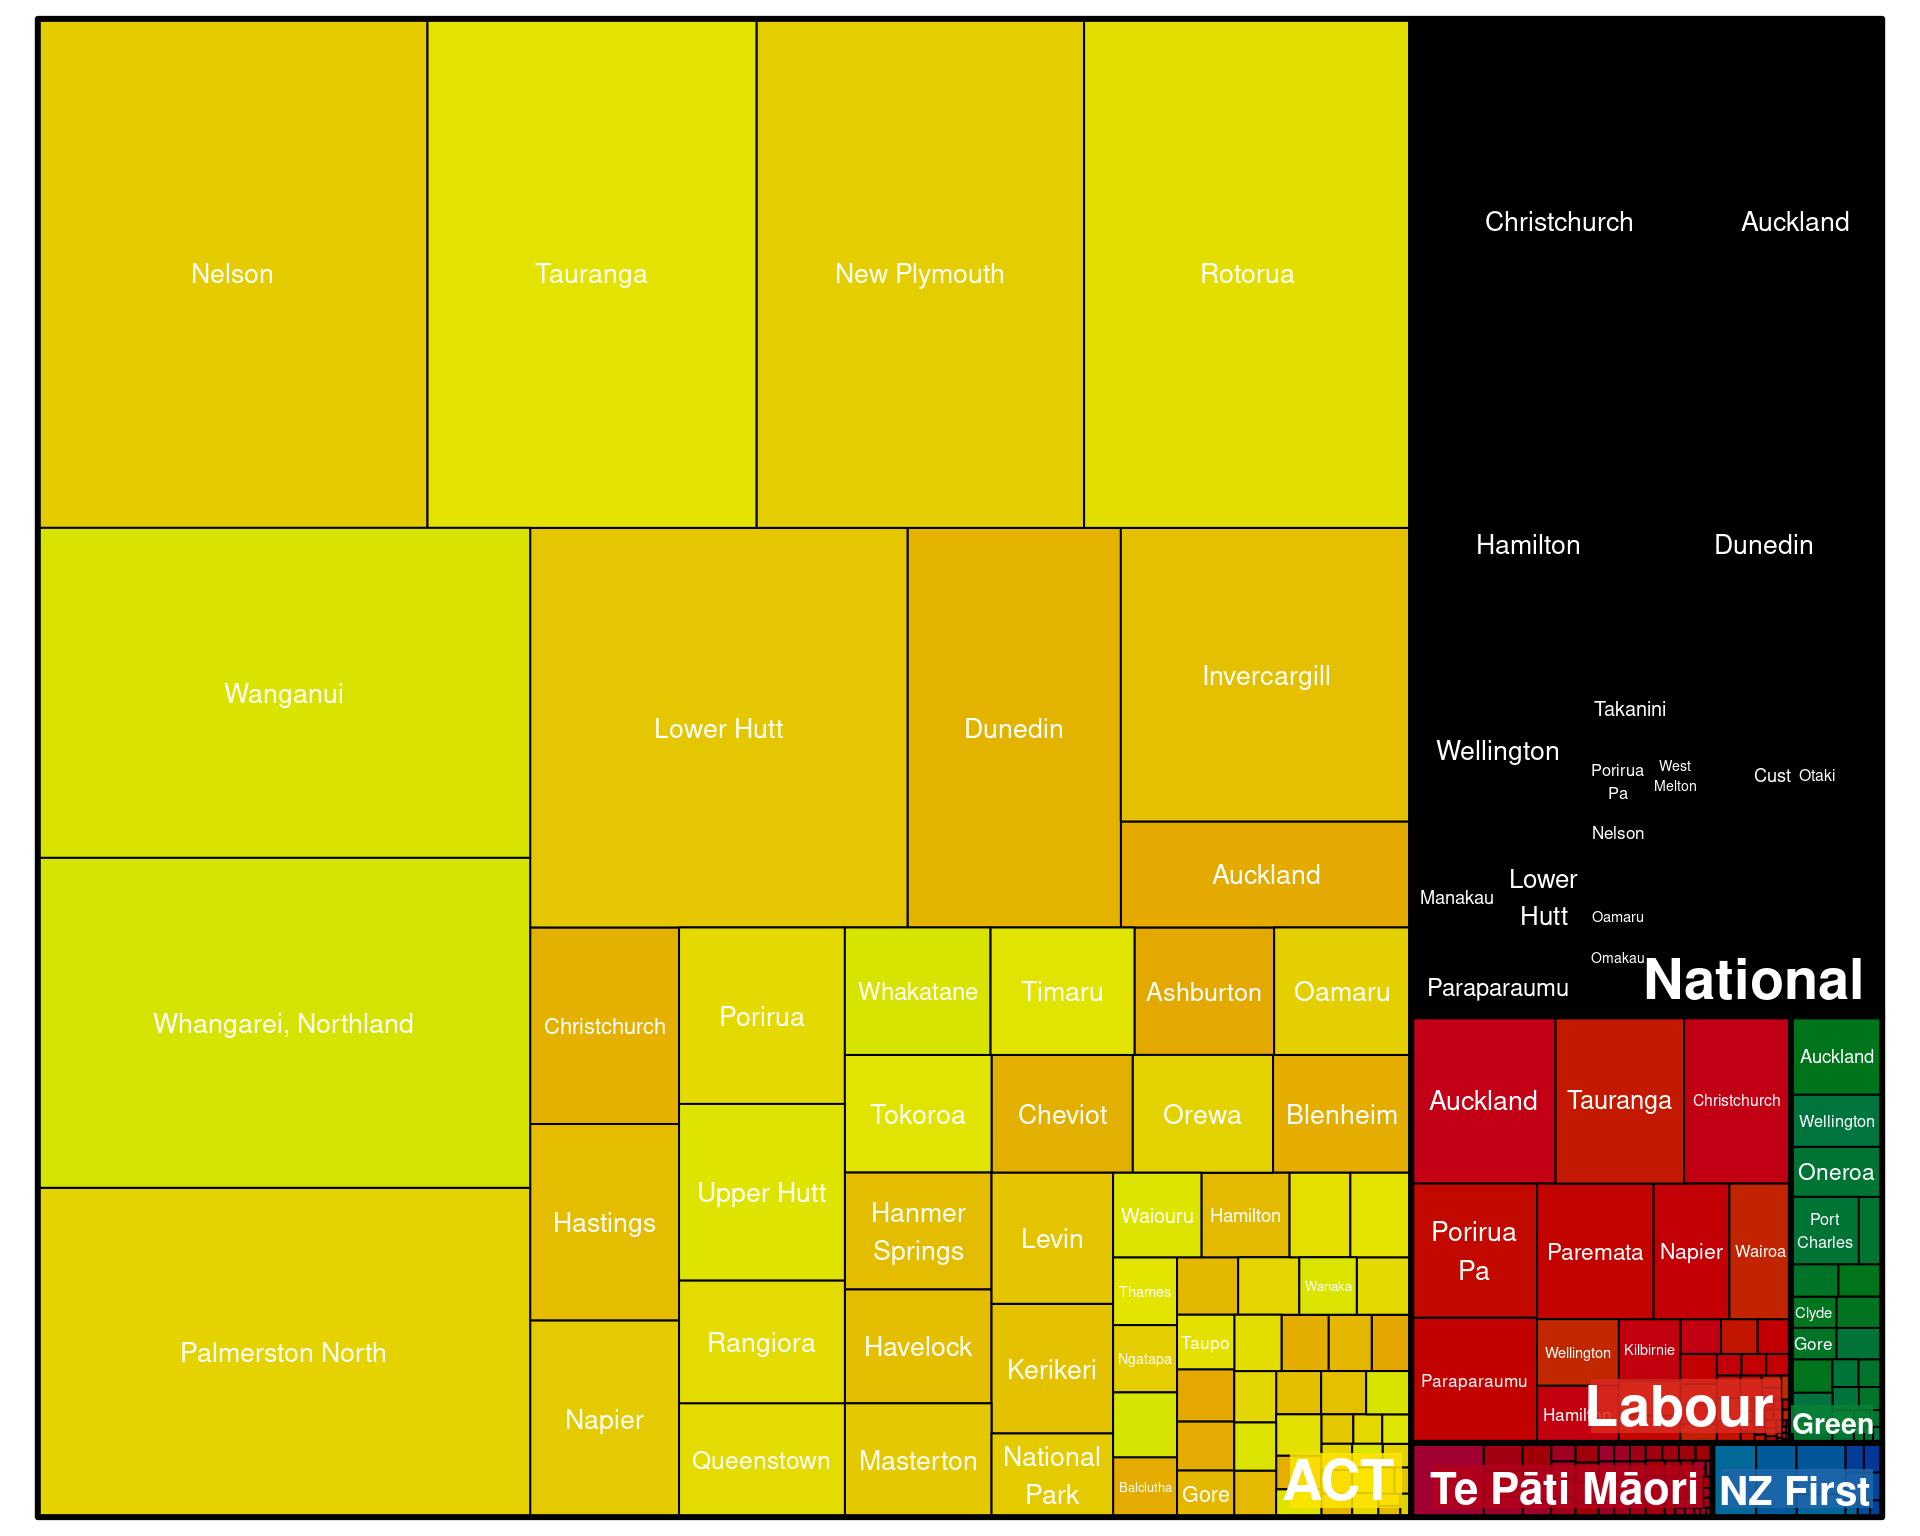 Nelson
Tauranga
New Plymouth
Rotorua
Christchurch
Auckland
Hamilton
Dunedin
Wanganui
Lower Hutt
Dunedin
Invercargill
Auckland
Takanini
Wellington
Porirua
Pa
West
Melton
Cust
Otaki
Nelson
Manakau
Lower
Hutt
Oamaru
Omakau
Paraparaumu
National
Whangarei, Northland
Palmerston North
Christchurch
Hastings
Napier
Porirua
Upper Hutt
Rangiora
Queenstown
Whakatane
Timaru
Ashburton
Oamaru
Tokoroa
Cheviot
Orewa
Blenheim
Hanmer
Springs
Havelock
Masterton
Levin
Kerikeri
National
Park
Waiouru
Hamilton
Thames
Wanaka
Ngatapa
Taupo
Balclutha
Gore
ACT
Auckland
Tauranga
Christchurch
Porirua
Pa
Paremata
Napier
Wairoa
Paraparaumu
Wellington
Kilbirnie
Hamilton
Labour
Auckland
Wellington
Oneroa
Port
Charles
Clyde
Gore
Green
Te Pāti Māori
NZ First